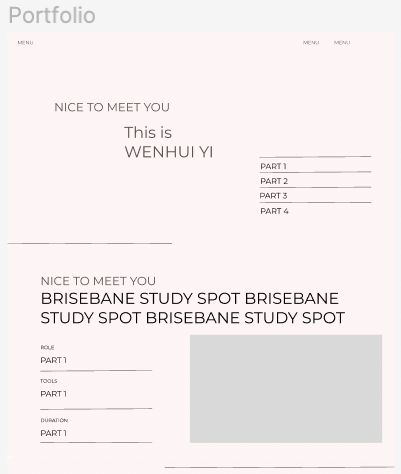 Portfolio
MENU
MENU
MENU
NICE TO MEET YOU
This is
WENHUI YI
PART 1
PART 2
PART 3
PART 4
NICE TO MEET YOU
BRISEBANE STUDY SPOT BRISEBANE
STUDY SPOT BRISEBANE STUDY SPOT
ROLE
PART 1
TOOLS
PART 1
DURATION
PART 1